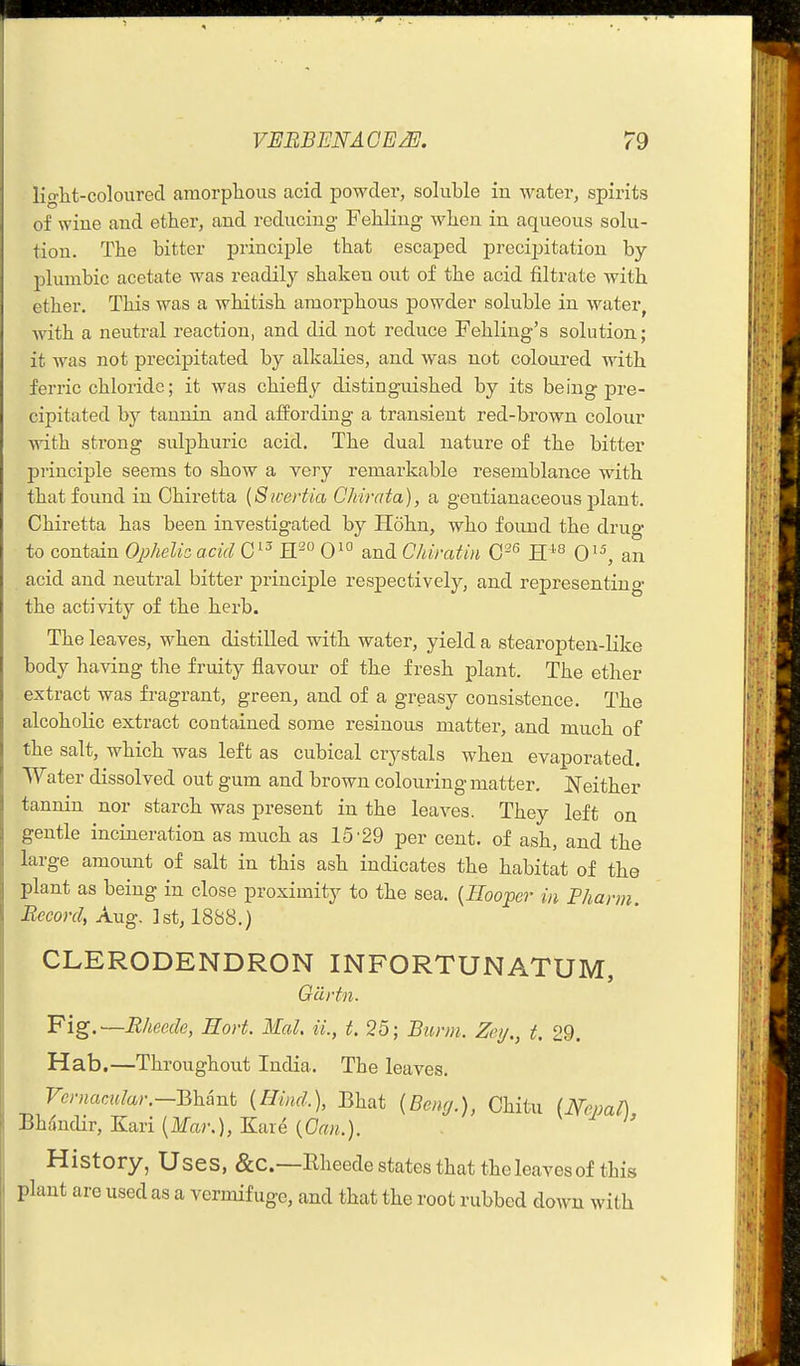 VERBENACEÆ. 79
light-coloured amorphous acid powder, soluble in water, spirits
of wine and ether, and reducing Fehling when in aqueous solu-
tion. The bitter principle that escaped precipitation by
plumbic acetate was readily shaken out of the acid filtrate with
ether. This was a whitish amorphous powder soluble in water,
with a neutral reaction, and did not reduce Fehling's solution;
it was not precipitated by alkalies, and was not coloured with
ferric chloride; it was chiefly distinguished by its being pre-
cipitated by tannin and affording a transient red-brown colour
with strong sulphuric acid. The dual nature of the bitter
principle seems to show a very remarkable resemblance with
that found in Chiretta (Swertia Chirata), a gentianaceous plant.
Chiretta has been investigated by Höhn, who found the drug
to contain Ophelic acid C¹³ H²⁰ O¹⁰ and Chiratin C²⁶ H⁴⁸ O¹⁵, an
acid and neutral bitter principle respectively, and representing
the activity of the herb.
The leaves, when distilled with water, yield a stearopten-like
body having the fruity flavour of the fresh plant. The ether
extract was fragrant, green, and of a greasy consistence. The
alcoholic extract contained some resinous matter, and much of
the salt, which was left as cubical crystals when evaporated.
Water dissolved out gum and brown colouring matter. Neither
tannin nor starch was present in the leaves. They left on
gentle incineration as much as 15·29 per cent. of ash, and the
large amount of salt in this ash indicates the habitat of the
plant as being in close proximity to the sea. (Hooper in Pharm.
Record, Aug. 1st, 1888.)
CLERODENDRON INFORTUNATUM,
Gärtn.
Fig.—Rheede, Hort. Mal. ii., t. 25; Burm. Zey., t. 29.
Hab.—Throughout India. The leaves.
Vernacular.—Bhánt (Hind.), Bhat (Beng.), Chitu (Nepal),
Bhándir, Kari (Mar.), Karé (Can.).
History, Uses, &c.—Rheede states that the leaves of this
plant are used as a vermifuge, and that the root rubbed down with